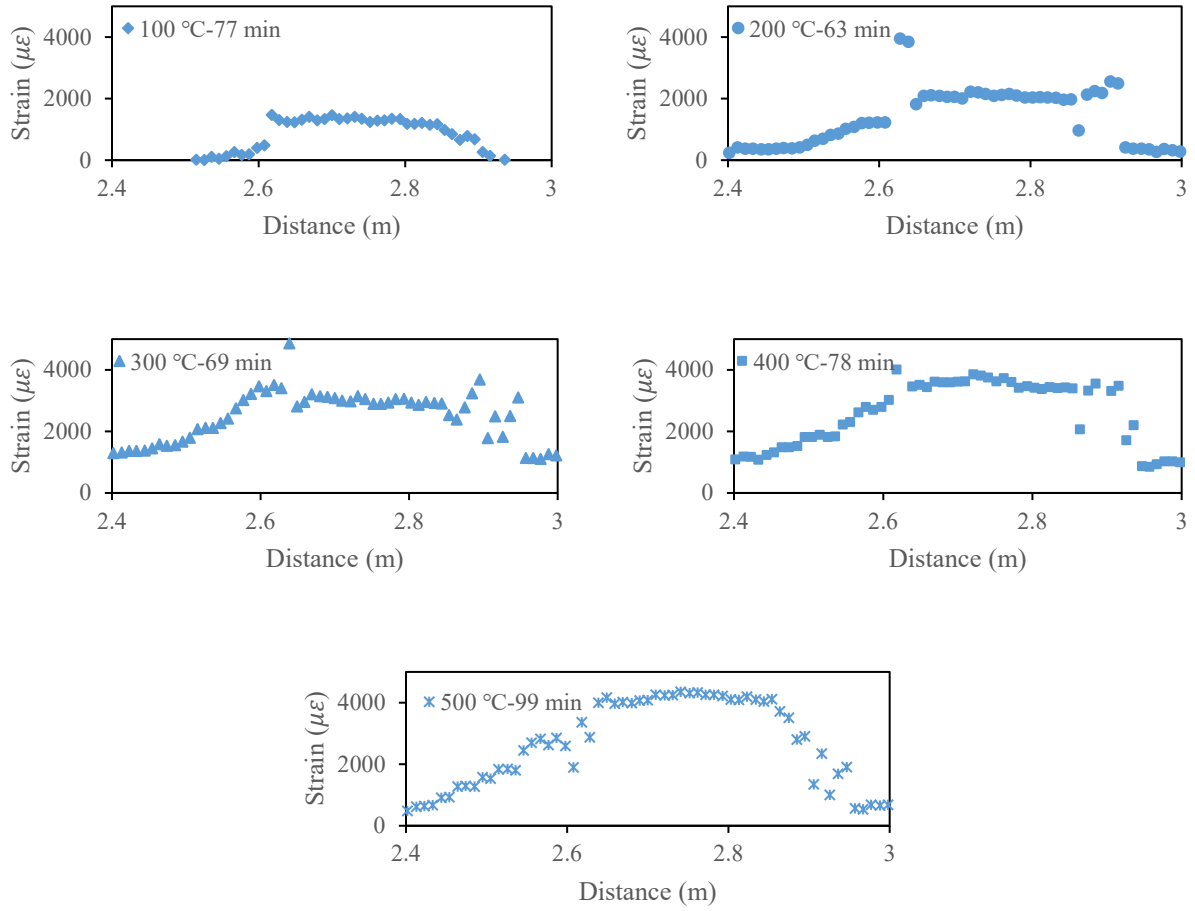 100 ℃-77 min
Strain (με)
4000
2000
0
2.4 2.6 2.8 3
Distance (m)
200 ℃-63 min
Strain (με)
4000
2000
0
2.4 2.6 2.8 3
Distance (m)
300 ℃-69 min
Strain (με)
4000
2000
0
2.4 2.6 2.8 3
Distance (m)
400 ℃-78 min
Strain (με)
4000
2000
0
2.4 2.6 2.8 3
Distance (m)
500 ℃-99 min
Strain (με)
4000
2000
0
2.4 2.6 2.8 3
Distance (m)